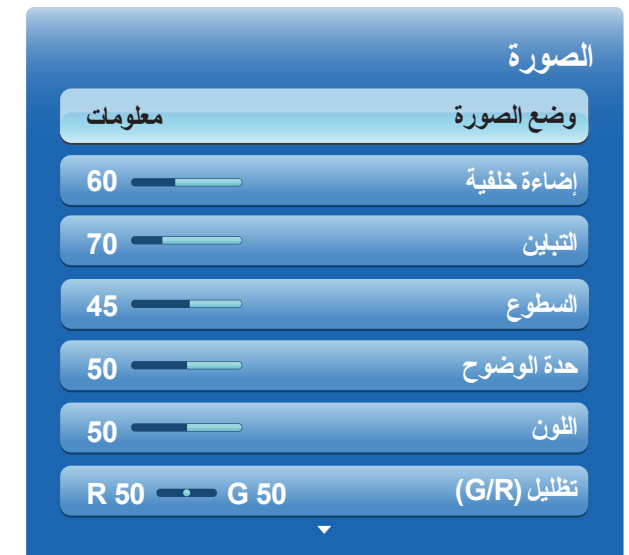 الصورة
وضع الصورة معلومات
إضاءة خلفية 60
التباين 70
السطوع 45
حدة الوضوح 50
اللون 50
تظليل (G/R) G 50 R 50